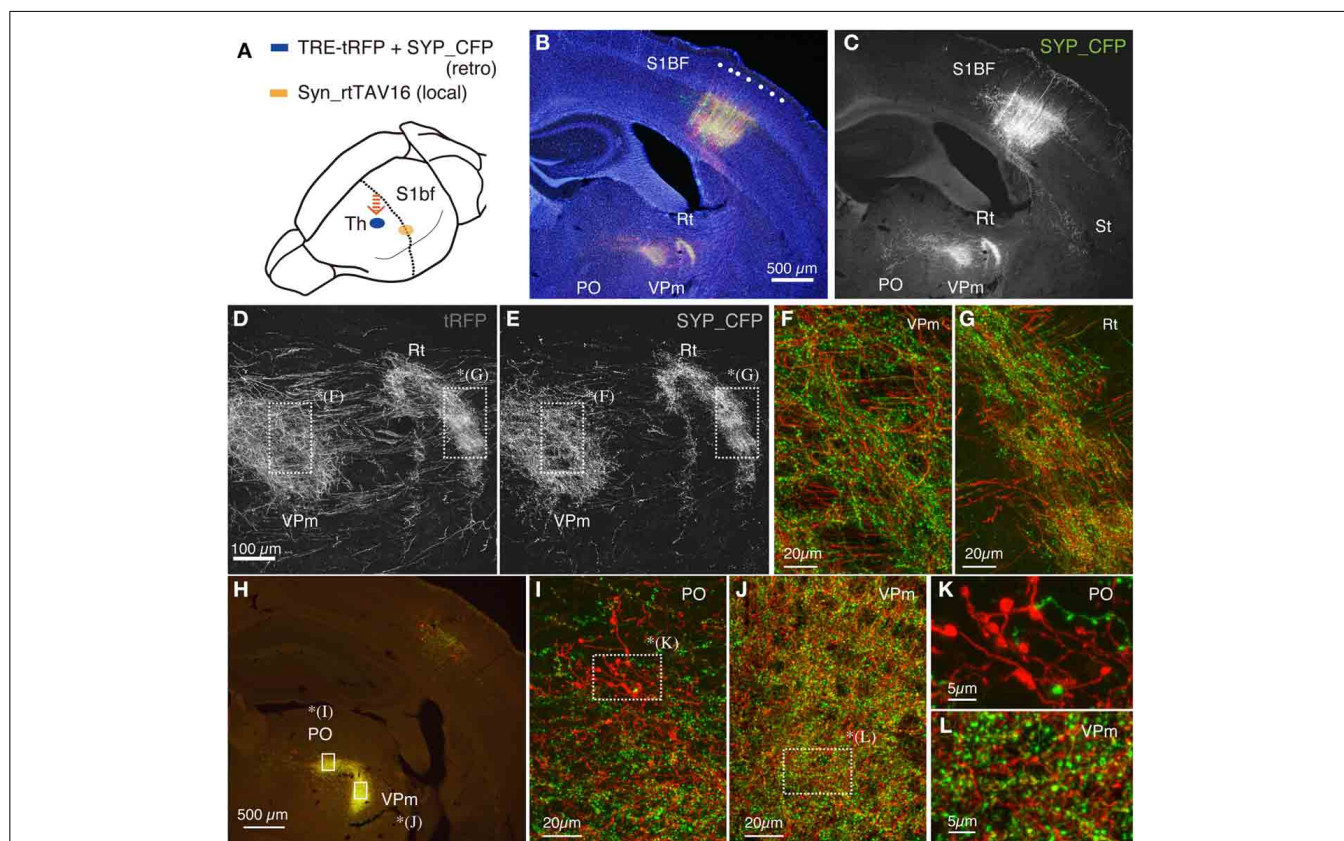 A
TRE-tRFP + SYP_CFP
(retro)
Syn_rtTAV16 (local)
S1bf
Th
B
S1BF
Rt
500 µm
PO
VPm
C
SYP_CFP
S1BF
Rt
St
PO
VPm
D
tRFP
Rt
*(G)
*(F)
VPm
100 µm
E
SYP_CFP
Rt
*(G)
*(F)
VPm
F
VPm
20µm
G
Rt
20µm
H
*(I)
PO
VPm
*(J)
500 µm
I
PO
*(K)
20µm
J
VPm
*(L)
20µm
K
PO
5µm
L
VPm
5µm